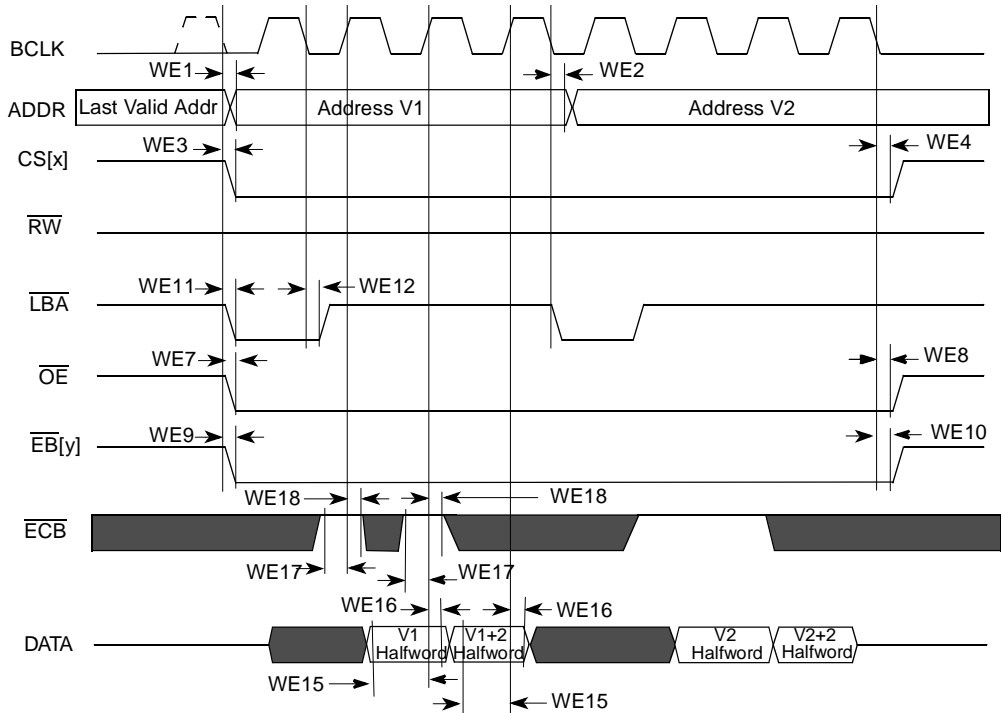 BCLK
WE1
WE2
ADDR
Last Valid Addr
Address V1
Address V2
WE3
WE4
CS[x]
RW
WE11
WE12
LBA
WE7
WE8
OE
WE9
WE10
EB[y]
WE18
WE18
ECB
WE17
WE17
WE16
WE16
DATA
V1
Halfword
V1+2
Halfword
V2
Halfword
V2+2
Halfword
WE15
WE15